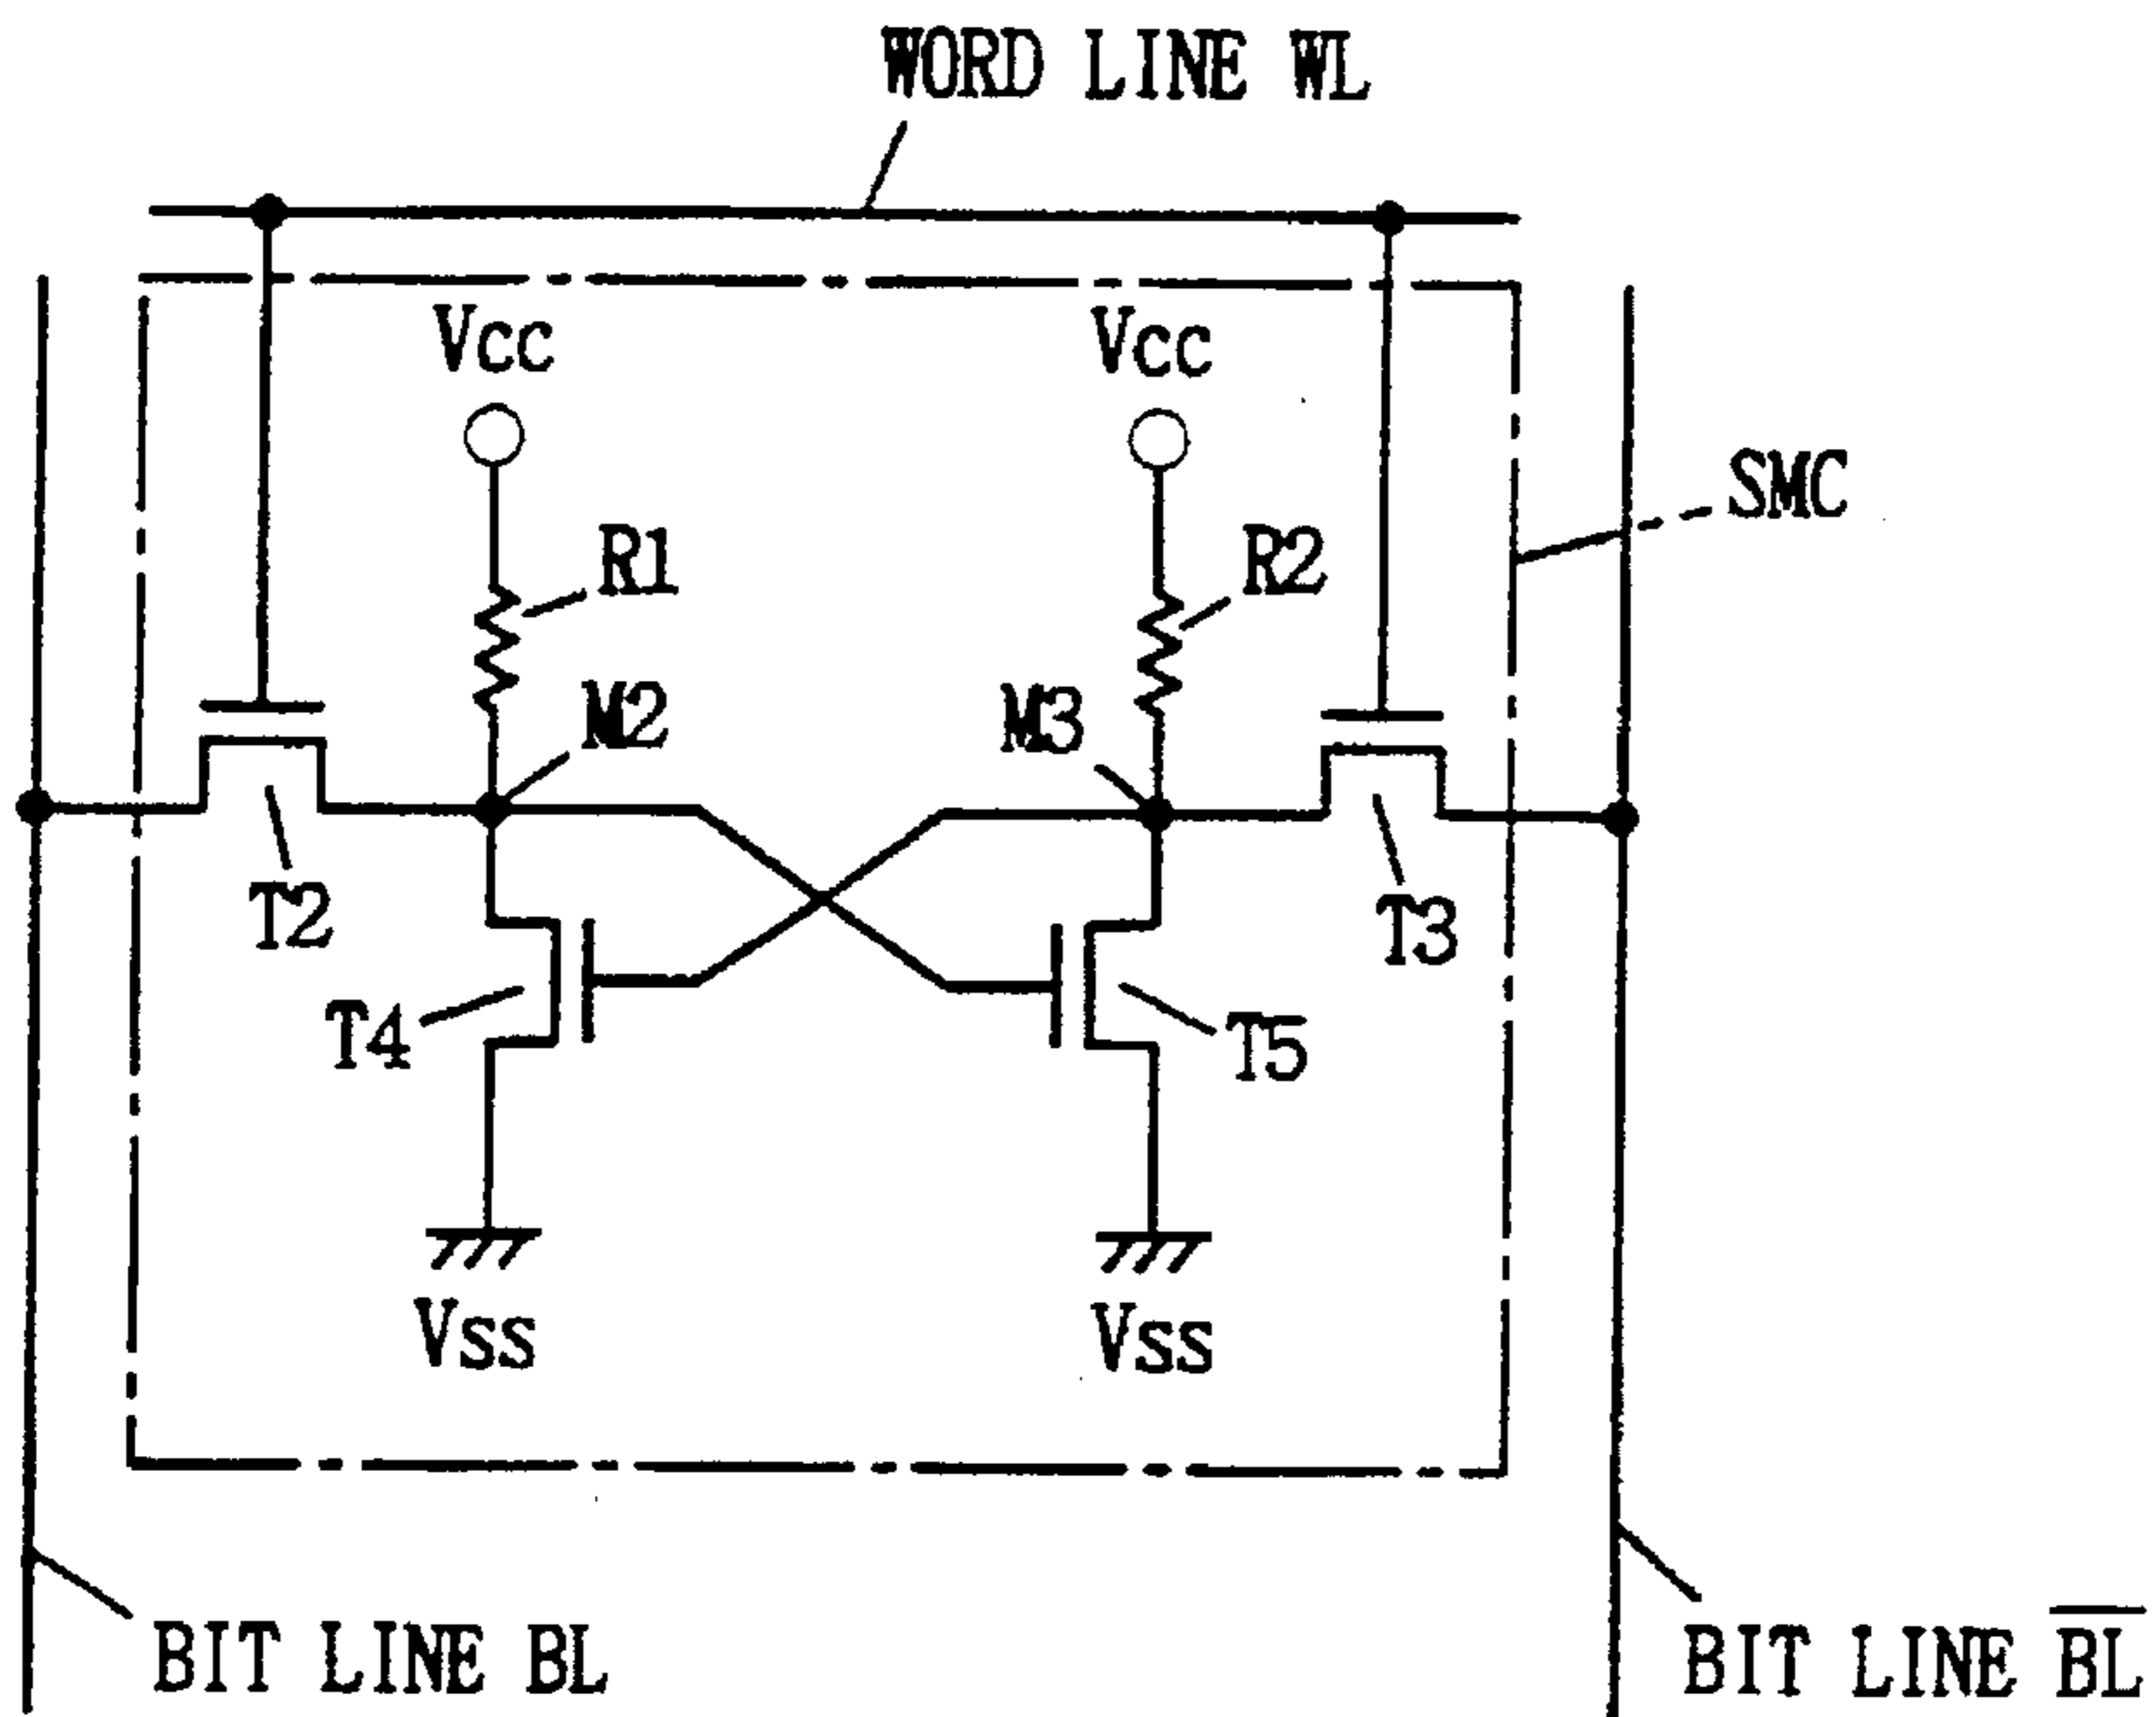 WORD LINE WL
Vcc Vcc
SMC
R1 R2
M2 M3
T2 T3
T4 T5
Vss Vss
BIT LINE BL BIT LINE B̅L̅